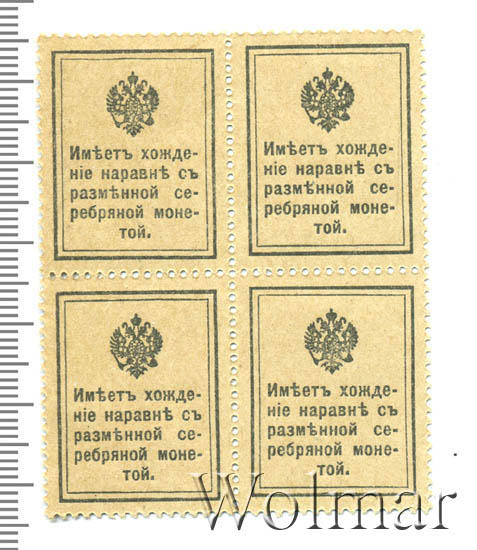 Имѣетъ хожде-
ніе наравнѣ съ
размѣнной се-
ребряной моне-
той.
Имѣетъ хожде-
ніе наравнѣ съ
размѣнной се-
ребряной моне-
той.
Имѣетъ хожде-
ніе наравнѣ съ
размѣнной се-
ребряной моне-
той.
Имѣетъ хожде-
ніе наравнѣ съ
размѣнной се-
ребряной моне-
той.
Wolmar